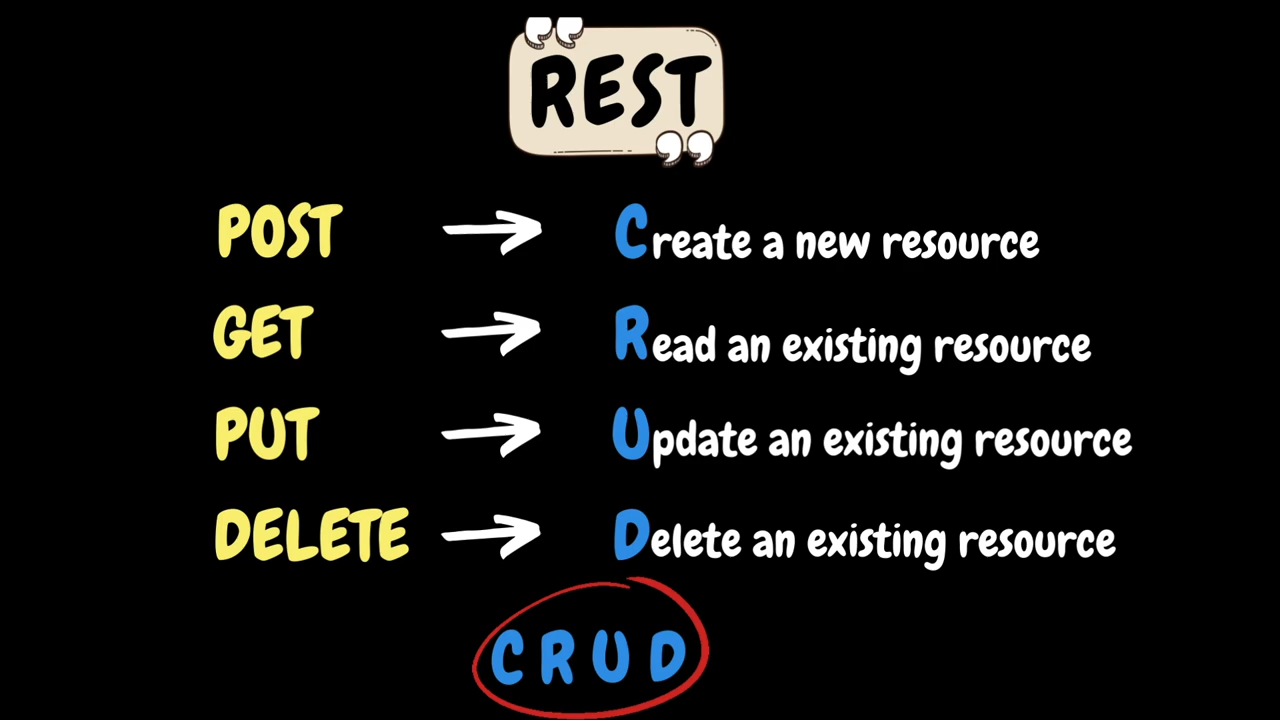 REST
POST → Create a new resource
GET → Read an existing resource
PUT → Update an existing resource
DELETE → Delete an existing resource
C R U D